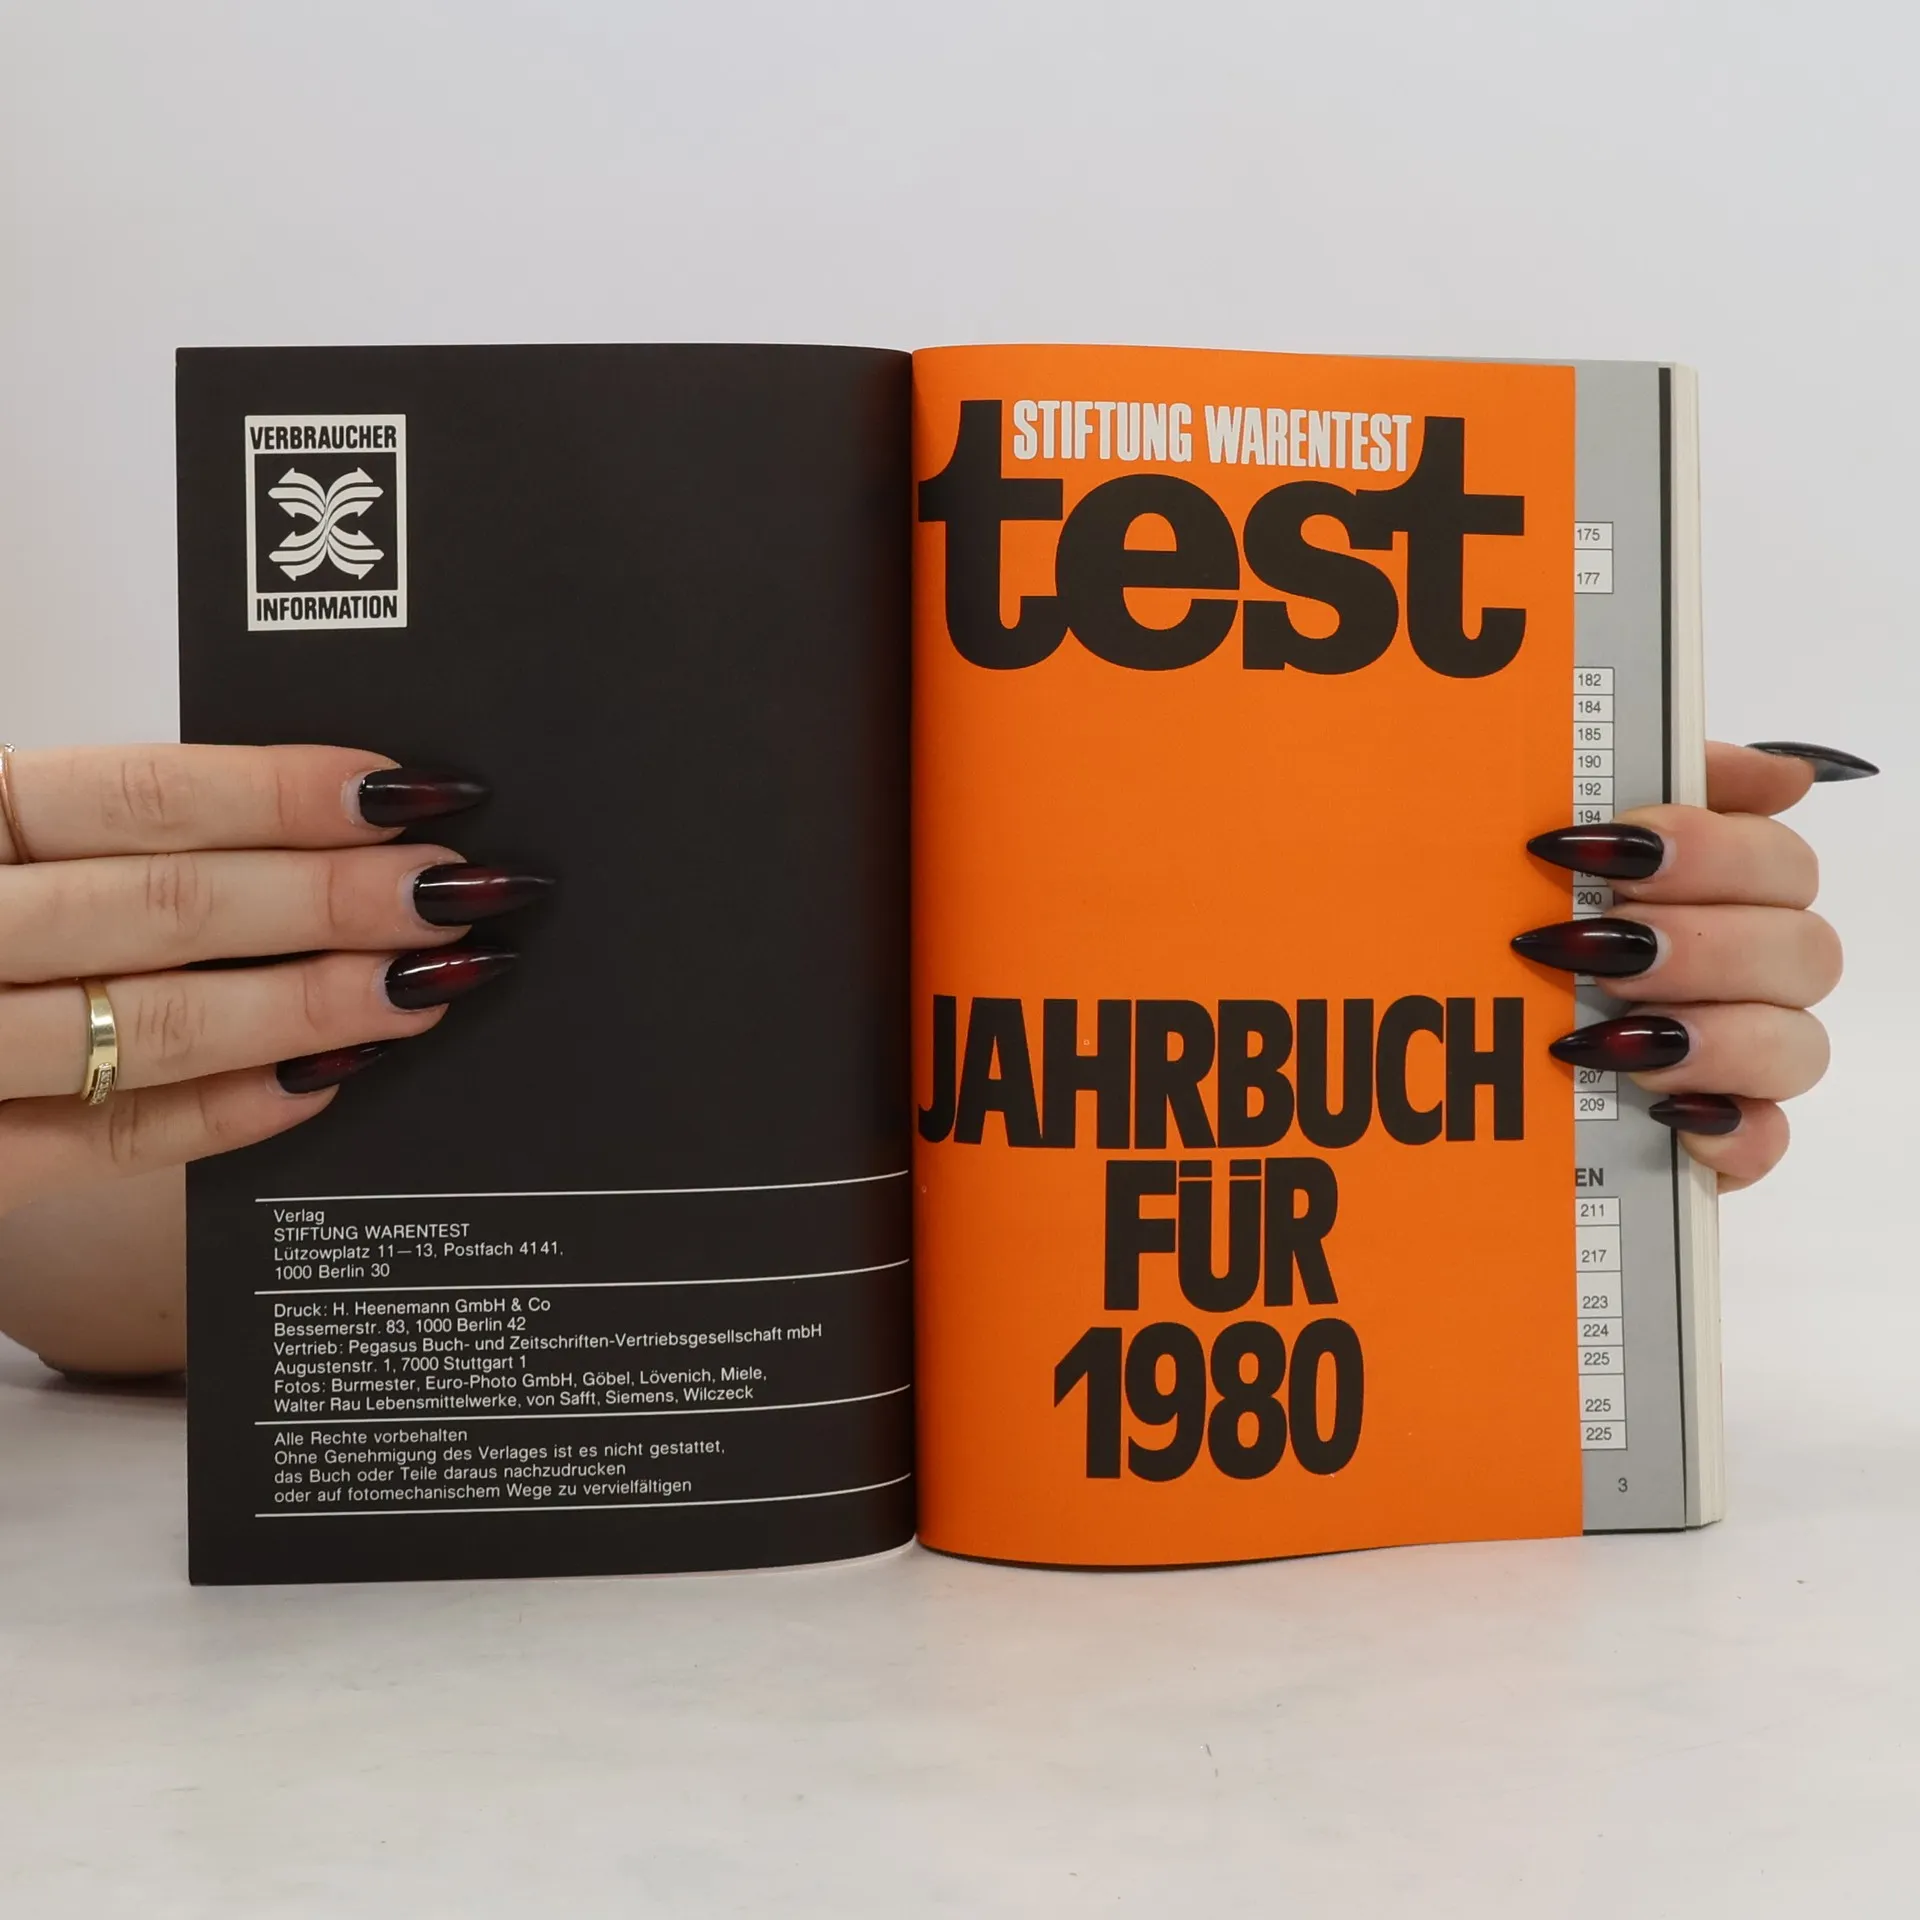 VERBRAUCHER
INFORMATION
Verlag
STIFTUNG WARENTEST
Lützowplatz 11—13, Postfach 4141,
1000 Berlin 30
Druck: H. Heenemann GmbH & Co
Bessemerstr. 83, 1000 Berlin 42
Vertrieb: Pegasus Buch- und Zeitschriften-Vertriebsgesellschaft mbH
Augustenstr. 1, 7000 Stuttgart 1
Fotos: Burmester, Euro-Photo GmbH, Göbel, Lövenich, Miele,
Walter Rau Lebensmittelwerke, von Safft, Siemens, Wilczeck
Alle Rechte vorbehalten
Ohne Genehmigung des Verlages ist es nicht gestattet,
das Buch oder Teile daraus nachzudrucken
oder auf fotomechanischem Wege zu vervielfältigen
STIFTUNG WARENTEST
test
JAHRBUCH
FÜR
1980
175
177
182
184
185
190
192
194
200
207
209
EN
211
217
223
224
225
225
225
3